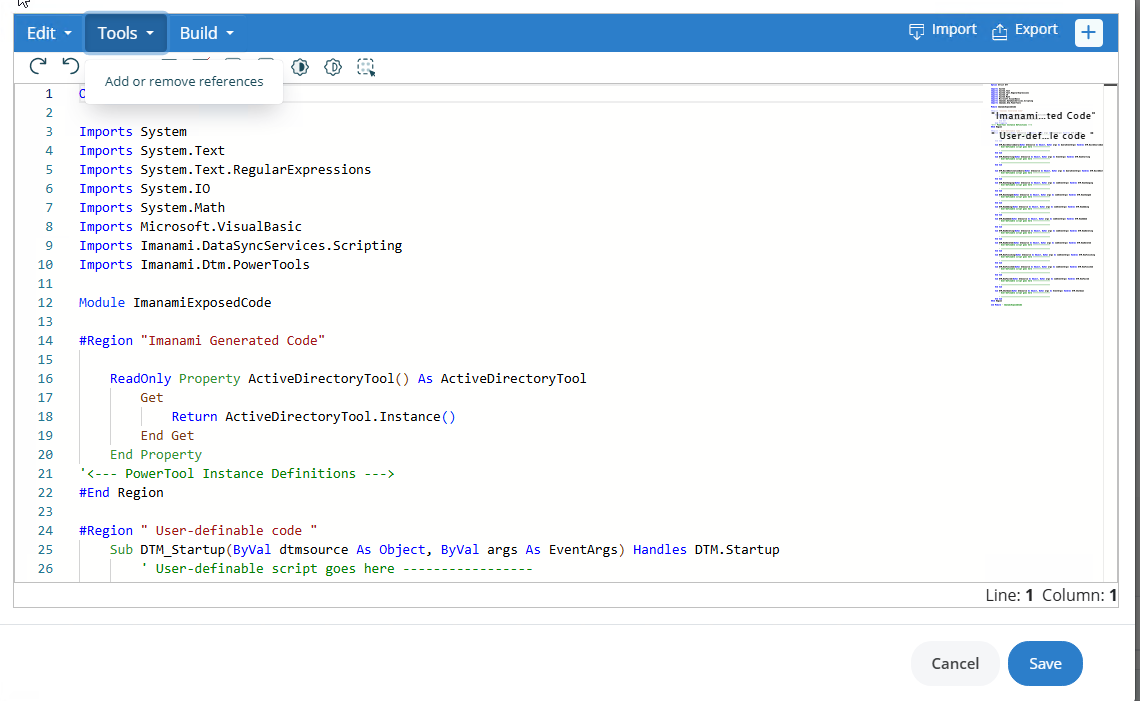 Edit Tools Build Import Export
Add or remove references
1
2
3 Imports System
4 Imports System.Text
5 Imports System.Text.RegularExpressions
6 Imports System.IO
7 Imports System.Math
8 Imports Microsoft.VisualBasic
9 Imports Imanami.DataSyncServices.Scripting
10 Imports Imanami.Dtm.PowerTools
11
12 Module ImanamiExposedCode
13
14 #Region "Imanami Generated Code"
15
16 ReadOnly Property ActiveDirectoryTool() As ActiveDirectoryTool
17 Get
18 Return ActiveDirectoryTool.Instance()
19 End Get
20 End Property
21 '<--- PowerTool Instance Definitions --->
22 #End Region
23
24 #Region " User-definable code "
25 Sub DTM_Startup(ByVal dtmsource As Object, ByVal args As EventArgs) Handles DTM.Startup
26 ' User-definable script goes here -----------------
"Imanami...ted Code"
" User-def...le code "
Line: 1 Column: 1
Cancel Save